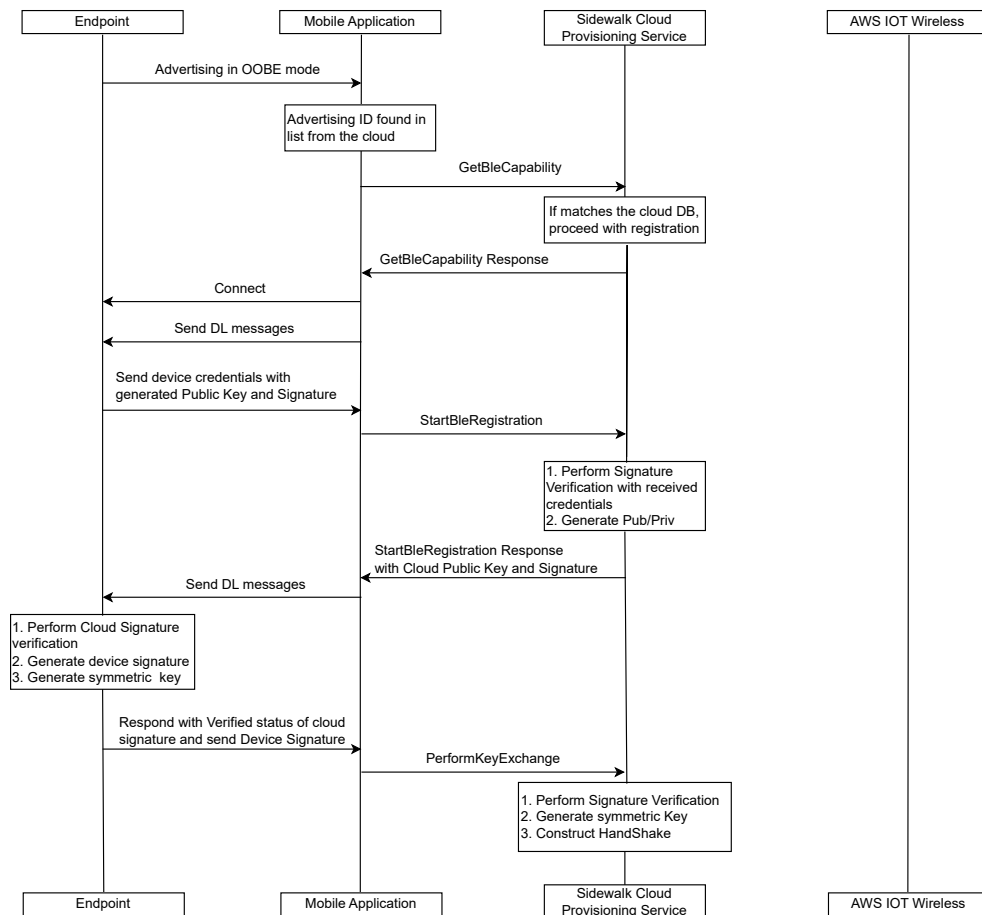 Endpoint
Mobile Application
Sidewalk Cloud
Provisioning Service
AWS IOT Wireless
Advertising in OOBE mode
Advertising ID found in
list from the cloud
GetBleCapability
If matches the cloud DB,
proceed with registration
GetBleCapability Response
Connect
Send DL messages
Send device credentials with
generated Public Key and Signature
StartBleRegistration
1. Perform Signature
Verification with received
credentials
2. Generate Pub/Priv
StartBleRegistration Response
with Cloud Public Key and Signature
Send DL messages
1. Perform Cloud Signature
verification
2. Generate device signature
3. Generate symmetric key
Respond with Verified status of cloud
signature and send Device Signature
PerformKeyExchange
1. Perform Signature Verification
2. Generate symmetric Key
3. Construct HandShake
Endpoint
Mobile Application
Sidewalk Cloud
Provisioning Service
AWS IOT Wireless